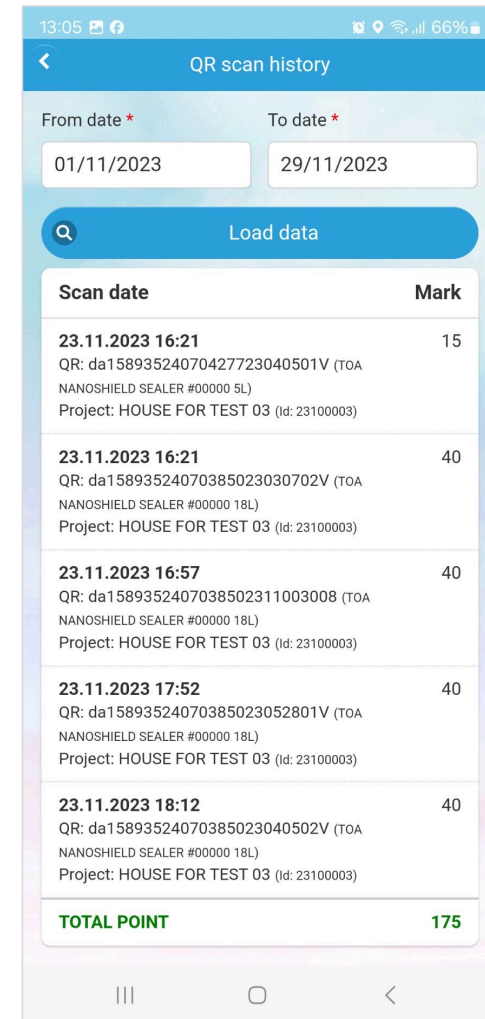 13:05 66%
QR scan history
From date * To date *
01/11/2023 29/11/2023
Load data
Scan date Mark
23.11.2023 16:21 15
QR: da15893524070427723040501V (TOA
NANOSHIELD SEALER #00000 5L)
Project: HOUSE FOR TEST 03 (Id: 23100003)
23.11.2023 16:21 40
QR: da15893524070385023030702V (TOA
NANOSHIELD SEALER #00000 18L)
Project: HOUSE FOR TEST 03 (Id: 23100003)
23.11.2023 16:57 40
QR: da15893524070385023110030​08 (TOA
NANOSHIELD SEALER #00000 18L)
Project: HOUSE FOR TEST 03 (Id: 23100003)
23.11.2023 17:52 40
QR: da15893524070385023052801V (TOA
NANOSHIELD SEALER #00000 18L)
Project: HOUSE FOR TEST 03 (Id: 23100003)
23.11.2023 18:12 40
QR: da15893524070385023040502V (TOA
NANOSHIELD SEALER #00000 18L)
Project: HOUSE FOR TEST 03 (Id: 23100003)
TOTAL POINT 175